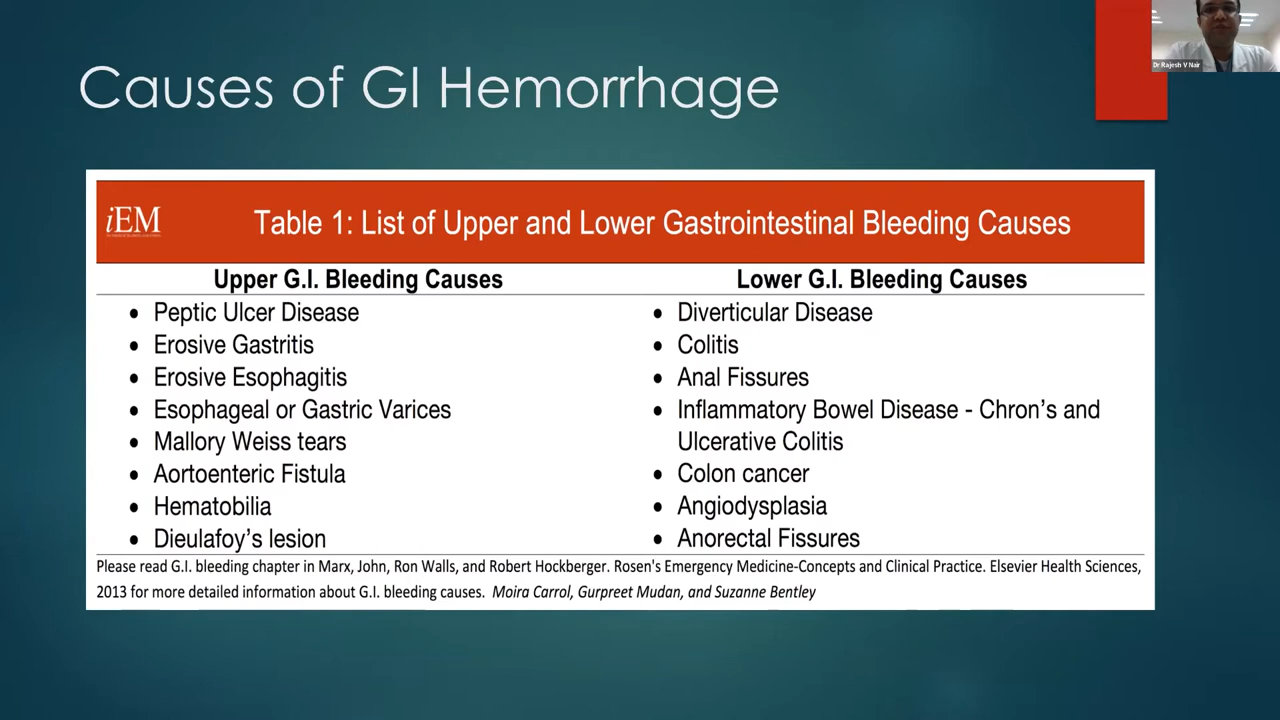 Causes of GI Hemorrhage
Dr Rajesh V Nair
iEM
Table 1: List of Upper and Lower Gastrointestinal Bleeding Causes
Upper G.I. Bleeding Causes
• Peptic Ulcer Disease
• Erosive Gastritis
• Erosive Esophagitis
• Esophageal or Gastric Varices
• Mallory Weiss tears
• Aortoenteric Fistula
• Hematobilia
• Dieulafoy's lesion
Lower G.I. Bleeding Causes
• Diverticular Disease
• Colitis
• Anal Fissures
• Inflammatory Bowel Disease - Chron's and
Ulcerative Colitis
• Colon cancer
• Angiodysplasia
• Anorectal Fissures
Please read G.I. bleeding chapter in Marx, John, Ron Walls, and Robert Hockberger. Rosen's Emergency Medicine-Concepts and Clinical Practice. Elsevier Health Sciences,
2013 for more detailed information about G.I. bleeding causes. Moira Carrol, Gurpreet Mudan, and Suzanne Bentley